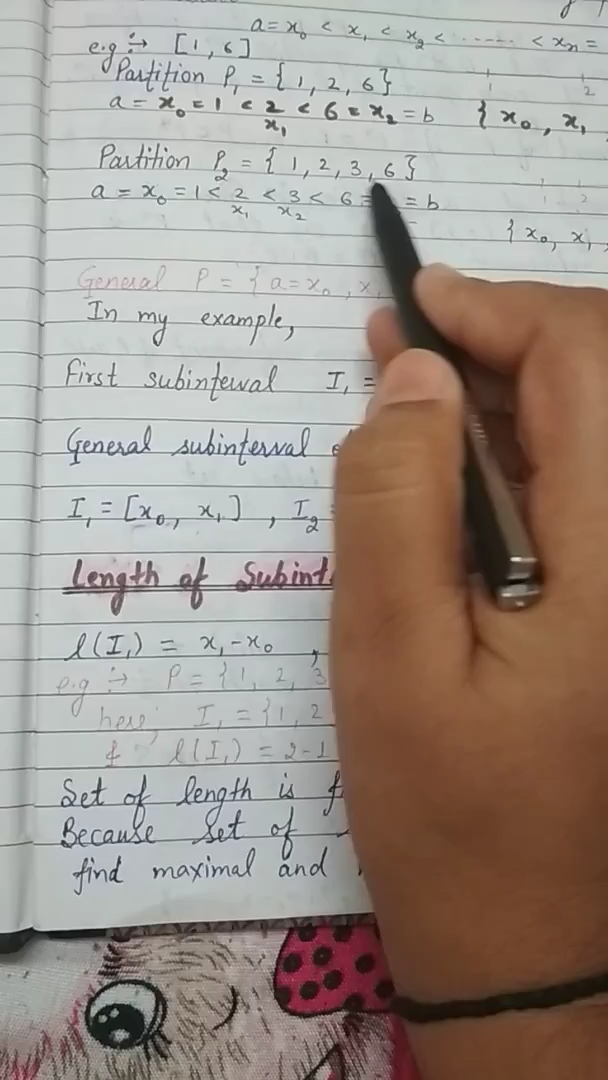 a = x₀ < x₁ < x₂ < ...... < xₙ =
e.g :→ [1, 6]
Partition P₁ = { 1, 2, 6}
a = x₀ = 1 < 2 < 6 = x₂ = b { x₀, x₁
x₁
Partition P₂ = { 1, 2, 3, 6}
a = x₀ = 1 < 2 < 3 < 6 = = b
x₁ x₂
{ x₀, x₁,
General P = { a = x₀, x₁
In my example,
First subinterval I₁ =
General subinterval
I₁ = [x₀, x₁] , I₂ =
Length of Subint
l(I₁) = x₁ - x₀ ,
e.g :→ P = {1, 2, 3
here, I₁ = {1, 2
& l(I₁) = 2-1
Set of length is f
Because set of
find maximal and